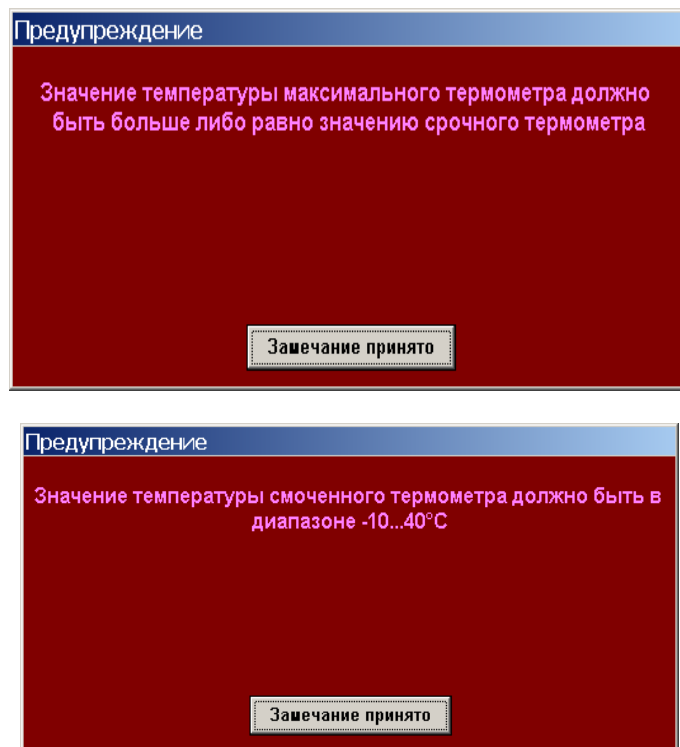 Предупреждение
Значение температуры максимального термометра должно
быть больше либо равно значению срочного термометра
Замечание принято
Предупреждение
Значение температуры смоченного термометра должно быть в
диапазоне -10...40°C
Замечание принято